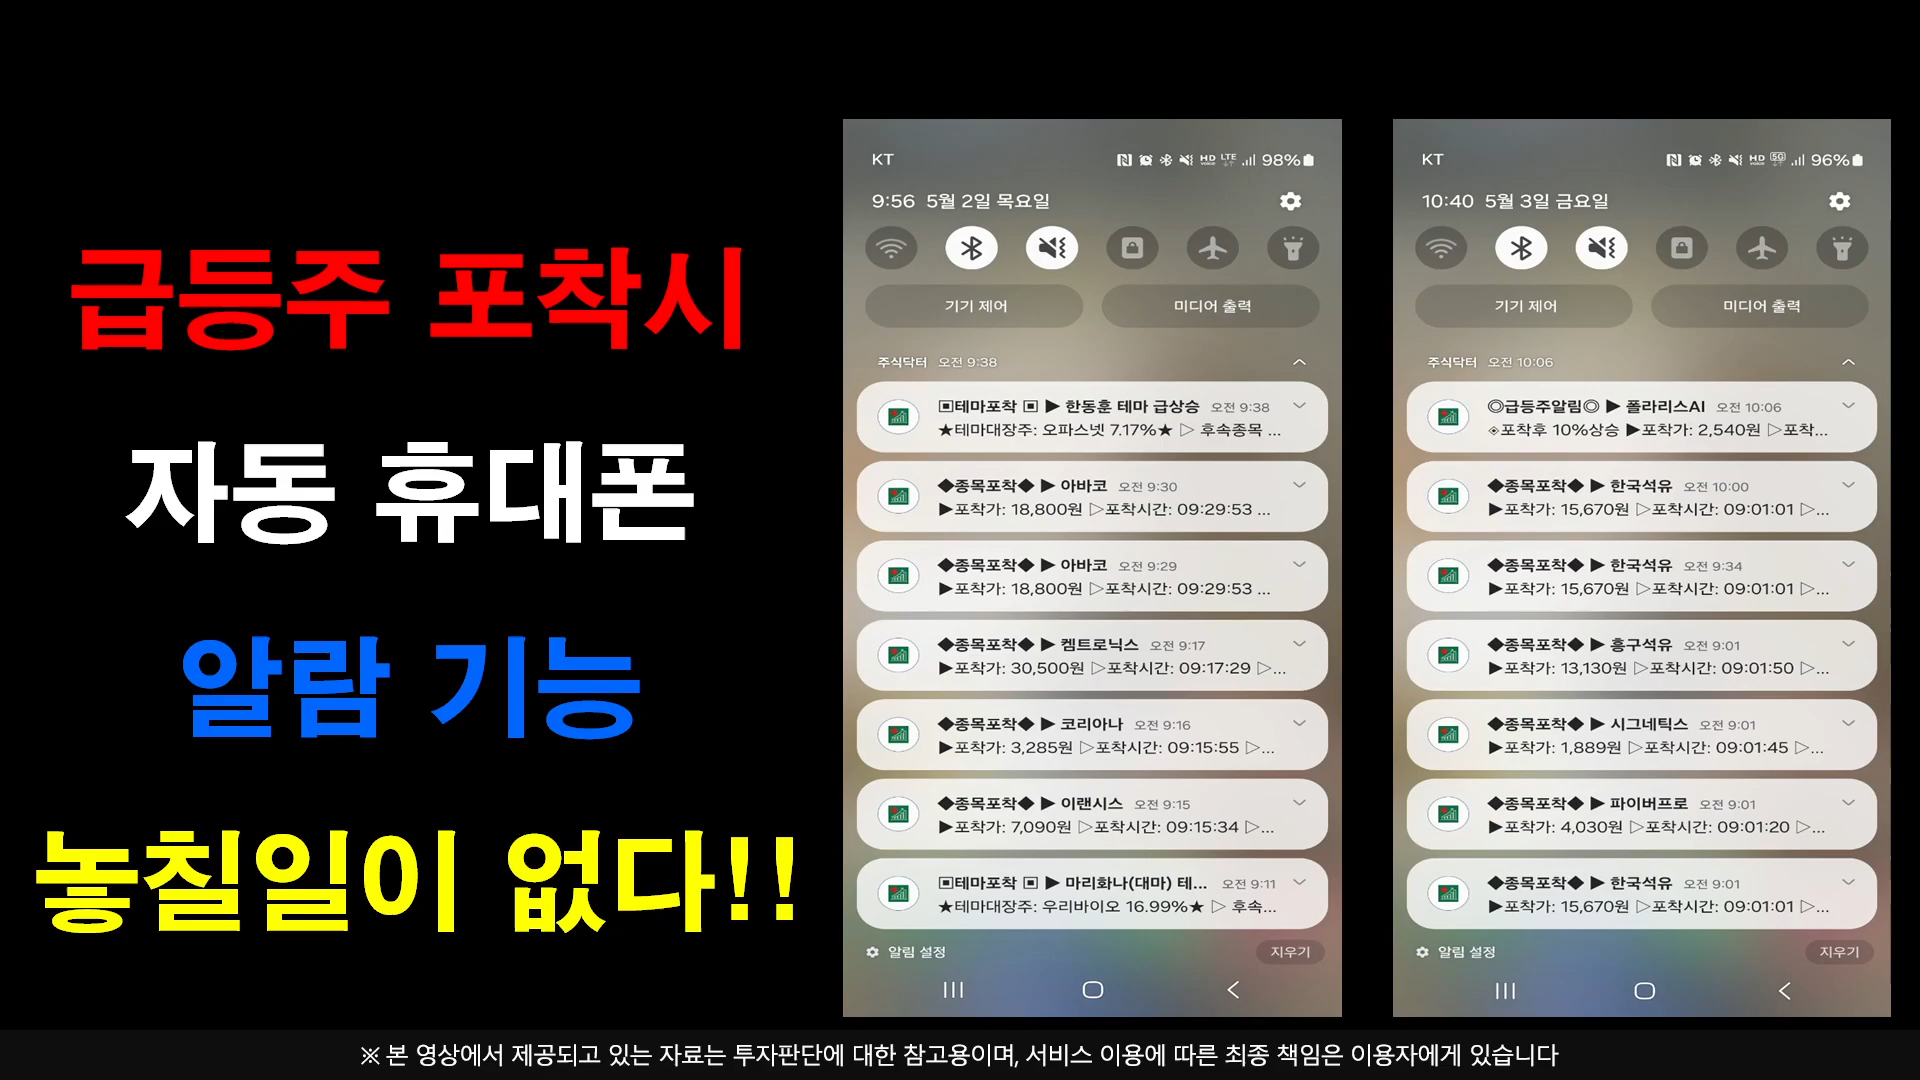 급등주 포착시
자동 휴대폰
알람 기능
놓칠일이 없다!!
KT
HD VOICE LTE 98%
9:56 5월 2일 목요일
기기 제어
미디어 출력
주식닥터 오전 9:38
▣테마포착 ▣ ▶ 한동훈 테마 급상승 오전 9:38
★테마대장주: 오파스넷 7.17%★ ▷ 후속종목 ...
◆종목포착◆ ▶ 아바코 오전 9:30
▶포착가: 18,800원 ▷포착시간: 09:29:53 ...
◆종목포착◆ ▶ 아바코 오전 9:29
▶포착가: 18,800원 ▷포착시간: 09:29:53 ...
◆종목포착◆ ▶ 켐트로닉스 오전 9:17
▶포착가: 30,500원 ▷포착시간: 09:17:29 ▷...
◆종목포착◆ ▶ 코리아나 오전 9:16
▶포착가: 3,285원 ▷포착시간: 09:15:55 ▷...
◆종목포착◆ ▶ 이랜시스 오전 9:15
▶포착가: 7,090원 ▷포착시간: 09:15:34 ▷...
▣테마포착 ▣ ▶ 마리화나(대마) 테... 오전 9:11
★테마대장주: 우리바이오 16.99%★ ▷ 후속...
알림 설정
지우기
KT
HD VOICE 5G 96%
10:40 5월 3일 금요일
기기 제어
미디어 출력
주식닥터 오전 10:06
◎급등주알림◎ ▶ 폴라리스AI 오전 10:06
◈포착후 10%상승 ▶포착가: 2,540원 ▷포착...
◆종목포착◆ ▶ 한국석유 오전 10:00
▶포착가: 15,670원 ▷포착시간: 09:01:01 ▷...
◆종목포착◆ ▶ 한국석유 오전 9:34
▶포착가: 15,670원 ▷포착시간: 09:01:01 ▷...
◆종목포착◆ ▶ 흥구석유 오전 9:01
▶포착가: 13,130원 ▷포착시간: 09:01:50 ▷...
◆종목포착◆ ▶ 시그네틱스 오전 9:01
▶포착가: 1,889원 ▷포착시간: 09:01:45 ▷...
◆종목포착◆ ▶ 파이버프로 오전 9:01
▶포착가: 4,030원 ▷포착시간: 09:01:20 ▷...
◆종목포착◆ ▶ 한국석유 오전 9:01
▶포착가: 15,670원 ▷포착시간: 09:01:01 ▷...
알림 설정
지우기
※ 본 영상에서 제공되고 있는 자료는 투자판단에 대한 참고용이며, 서비스 이용에 따른 최종 책임은 이용자에게 있습니다